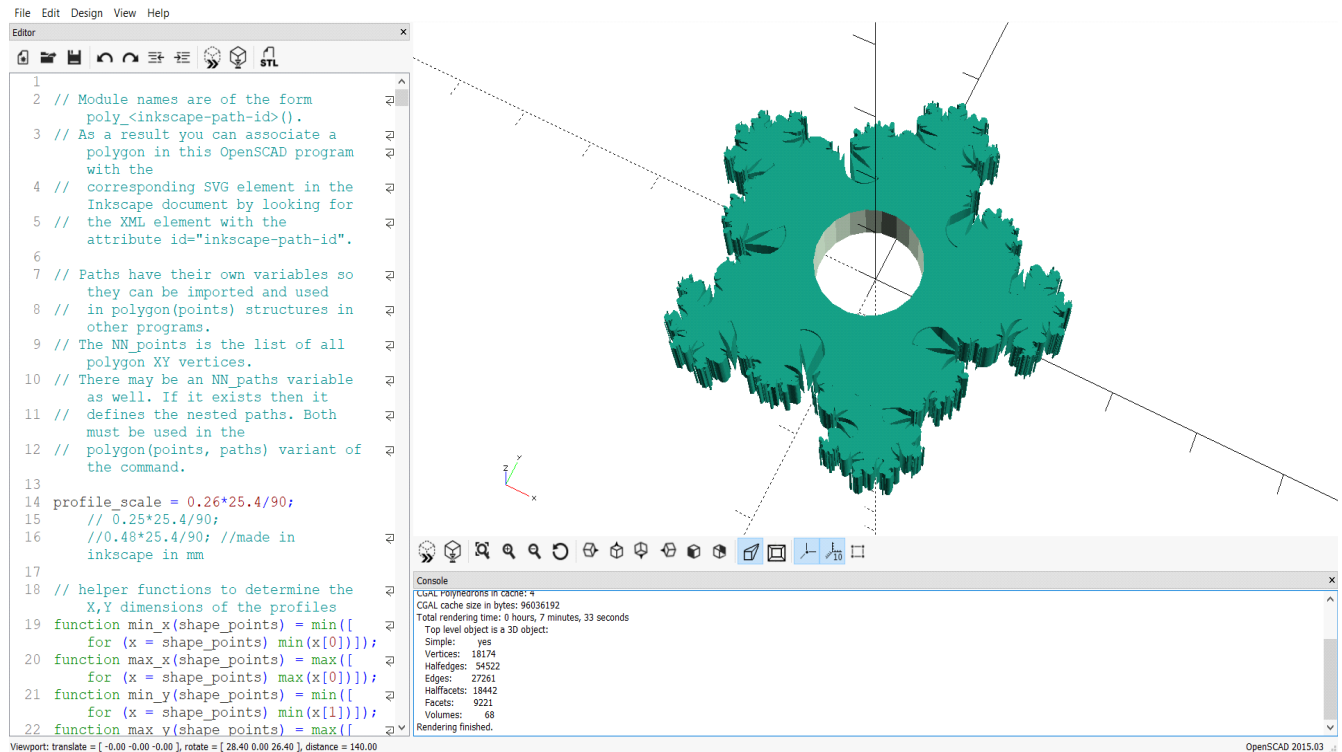 File Edit Design View Help
Editor
STL
1
2 // Module names are of the form
poly_<inkscape-path-id>().
3 // As a result you can associate a
polygon in this OpenSCAD program
with the
4 //  corresponding SVG element in the
Inkscape document by looking for
5 //  the XML element with the
attribute id="inkscape-path-id".
6
7 // Paths have their own variables so
they can be imported and used
8 //  in polygon(points) structures in
other programs.
9 // The NN_points is the list of all
polygon XY vertices.
10 // There may be an NN_paths variable
as well. If it exists then it
11 //  defines the nested paths. Both
must be used in the
12 //  polygon(points, paths) variant of
the command.
13
14 profile_scale = 0.26*25.4/90;
15 // 0.25*25.4/90;
16 //0.48*25.4/90; //made in
inkscape in mm
17
18 // helper functions to determine the
X,Y dimensions of the profiles
19 function min_x(shape_points) = min([
for (x = shape_points) min(x[0])]);
20 function max_x(shape_points) = max([
for (x = shape_points) max(x[0])]);
21 function min_y(shape_points) = min([
for (x = shape_points) min(x[1])]);
22 function max_y(shape_points) = max([
z
y
x
10
Console
CGAL Polyhedrons in cache: 4
CGAL cache size in bytes: 96036192
Total rendering time: 0 hours, 7 minutes, 33 seconds
Top level object is a 3D object:
Simple: yes
Vertices: 18174
Halfedges: 54522
Edges: 27261
Halffacets: 18442
Facets: 9221
Volumes: 68
Rendering finished.
Viewport: translate = [ -0.00 -0.00 -0.00 ], rotate = [ 28.40 0.00 26.40 ], distance = 140.00
OpenSCAD 2015.03